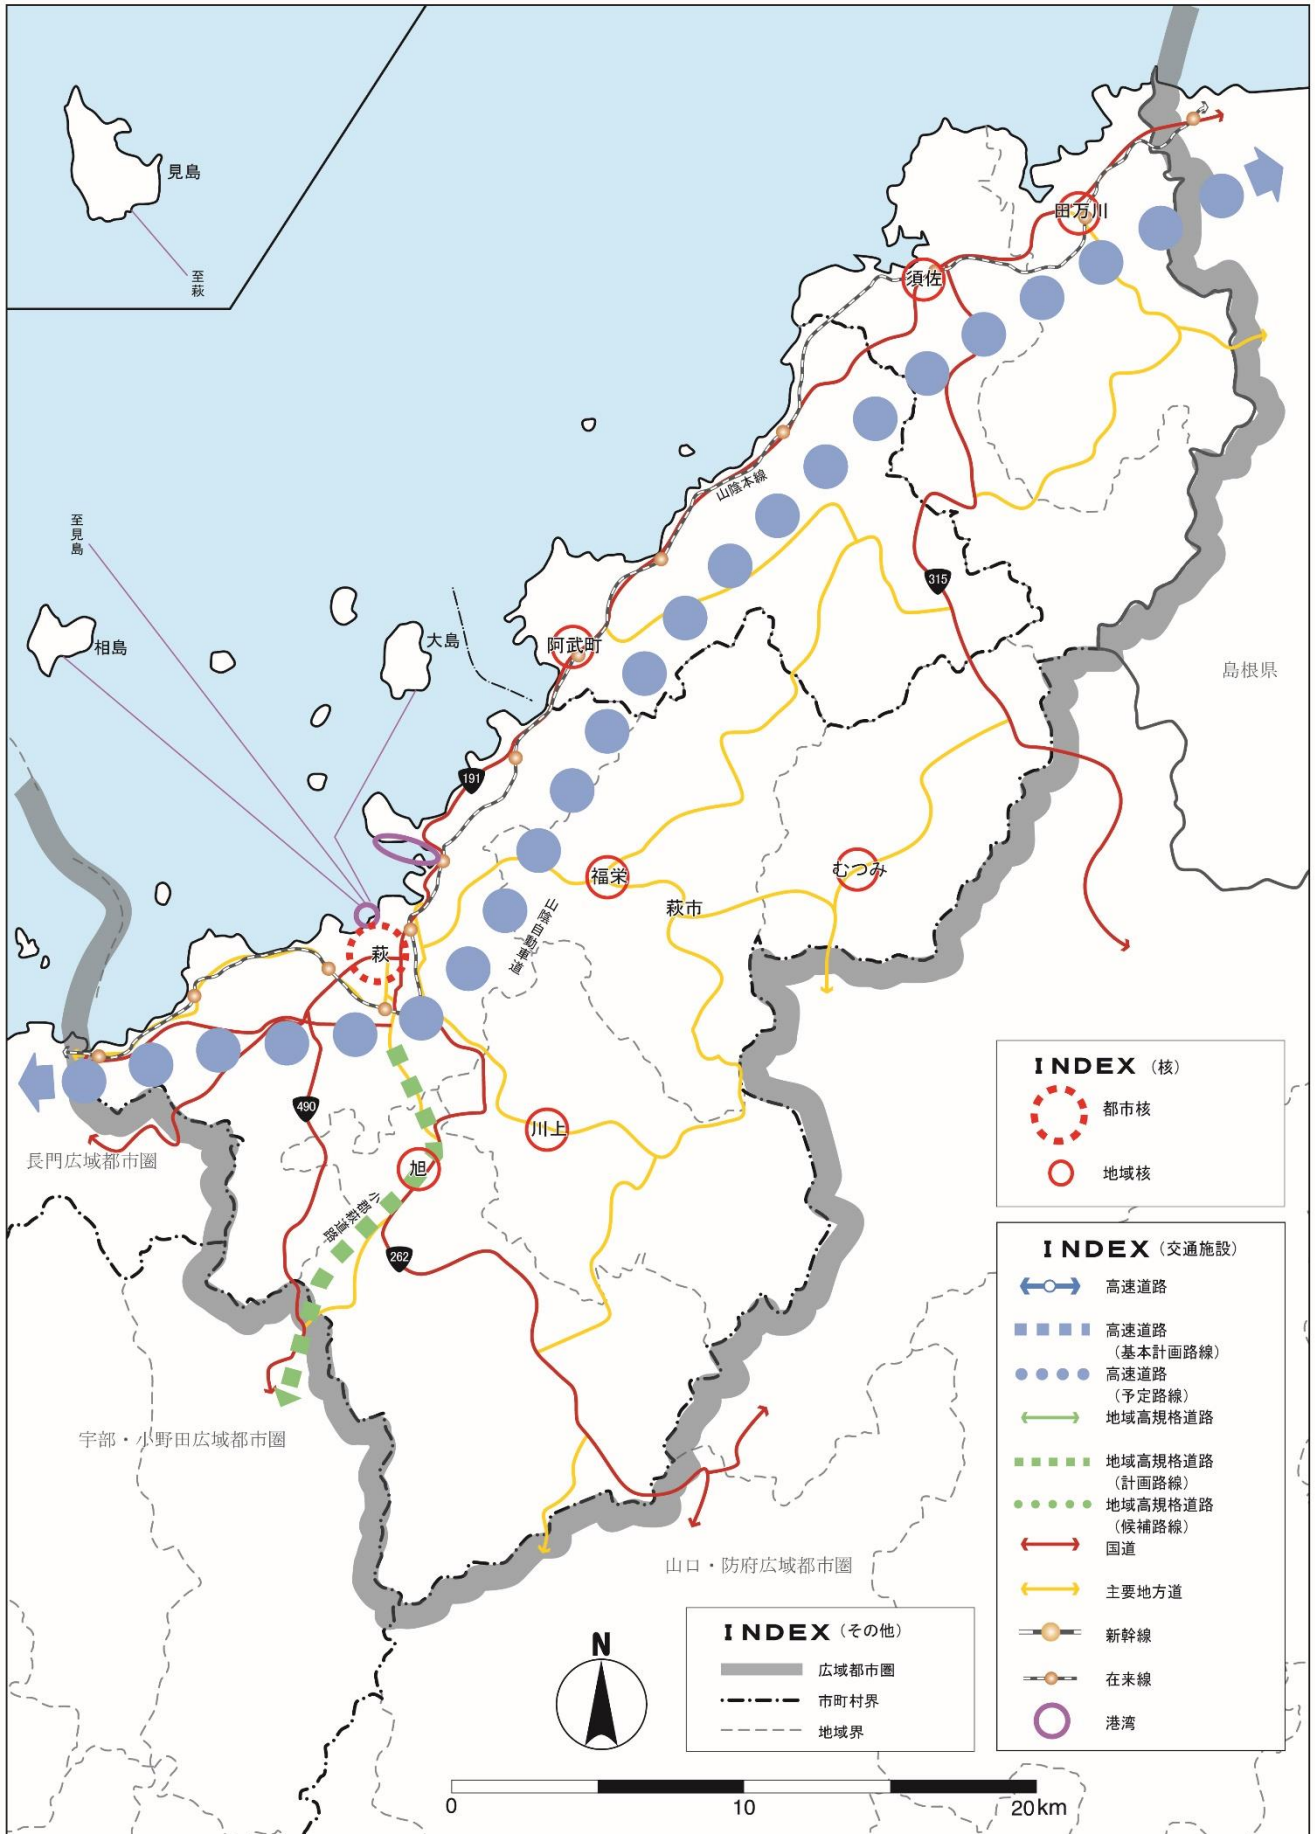 見島
至萩
田万川
須佐
山陰本線
至見島
315
相島
大島
阿武町
島根県
191
福栄
むつみ
萩市
山陰自動車道
萩
490
川上
長門広域都市圏
旭
小郡萩道路
262
宇部・小野田広域都市圏
山口・防府広域都市圏
INDEX（核）
都市核
地域核
INDEX（交通施設）
高速道路
高速道路
（基本計画路線）
高速道路
（予定路線）
地域高規格道路
地域高規格道路
（計画路線）
地域高規格道路
（候補路線）
国道
主要地方道
新幹線
在来線
港湾
INDEX（その他）
広域都市圏
市町村界
地域界
N
0 10 20km